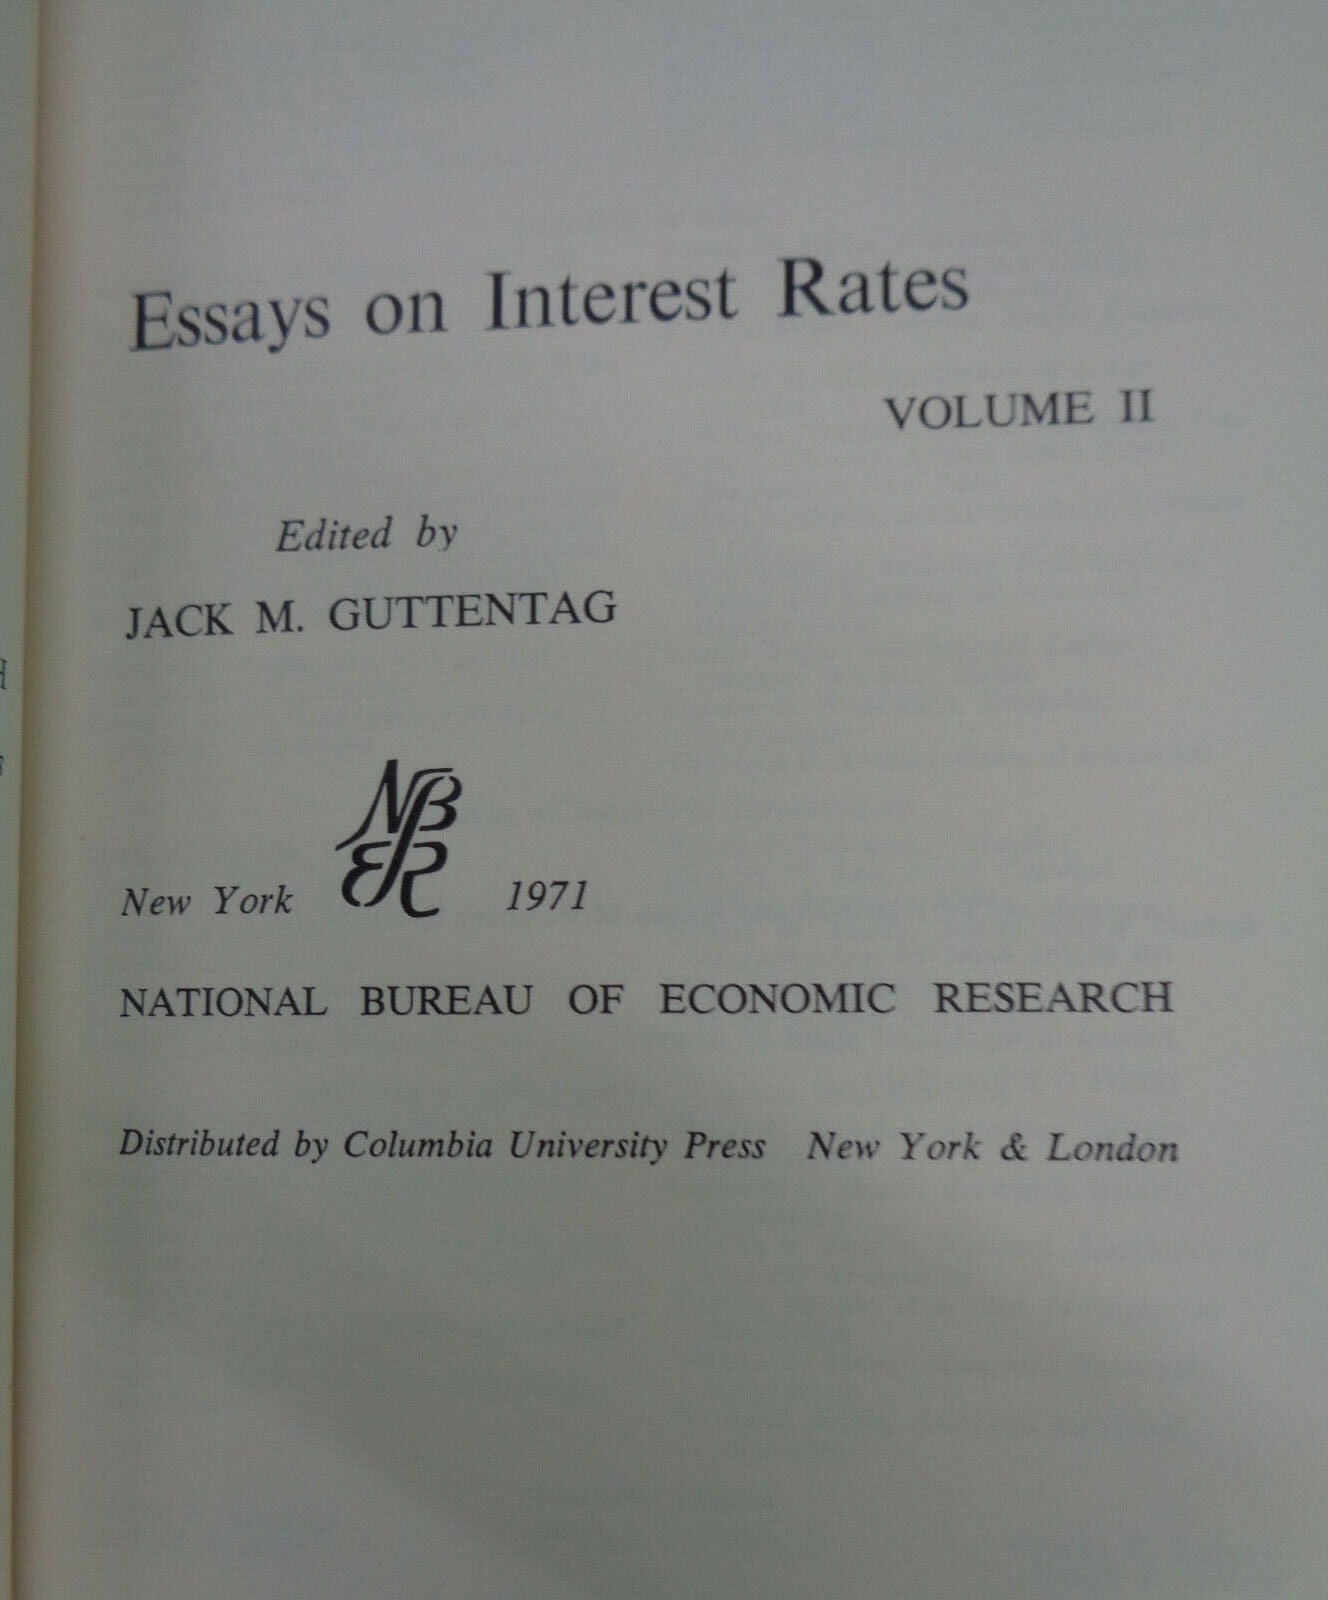 Essays on Interest Rates
VOLUME II
Edited by
JACK M. GUTTENTAG
NBER
New York 1971
NATIONAL BUREAU OF ECONOMIC RESEARCH
Distributed by Columbia University Press New York & London